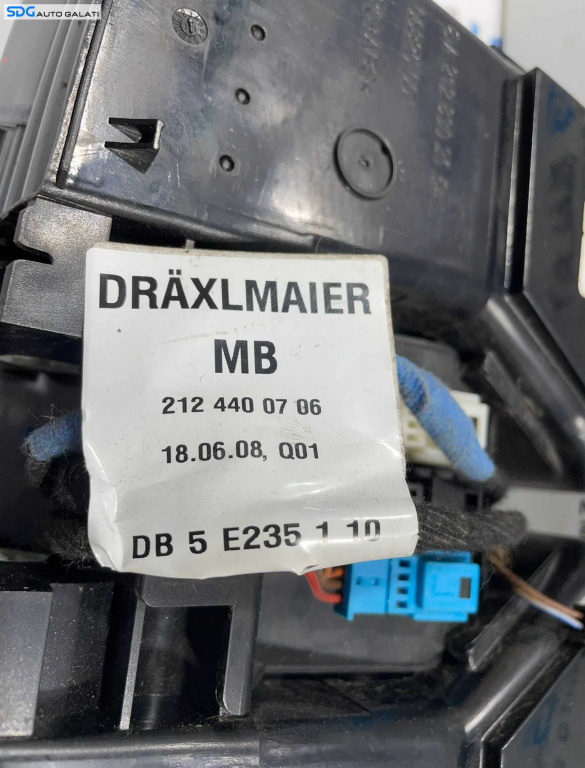 SDG AUTO GALATI
DRÄXLMAIER
MB
212 440 07 06
18.06.08, Q01
DB 5 E235 1 10